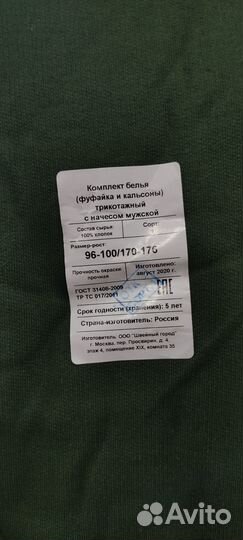 Комплект белья
(фуфайка и кальсоны)
трикотажный
с начесом мужской
Состав сырья: Сорт:
100% хлопок
Размер-рост:
96-100/170-176
Прочность окраски Изготовлено:
прочная август 2020 г.
ГОСТ 31408-2009
ТР ТС 017/2011 ЕАС
Срок годности (хранения): 5 лет
Страна-изготовитель: Россия
Изготовитель: ООО "Швейный город"
г. Москва, пер. Просвирин, д. 4
этаж 4, помещение XIX, комната 35
Avito